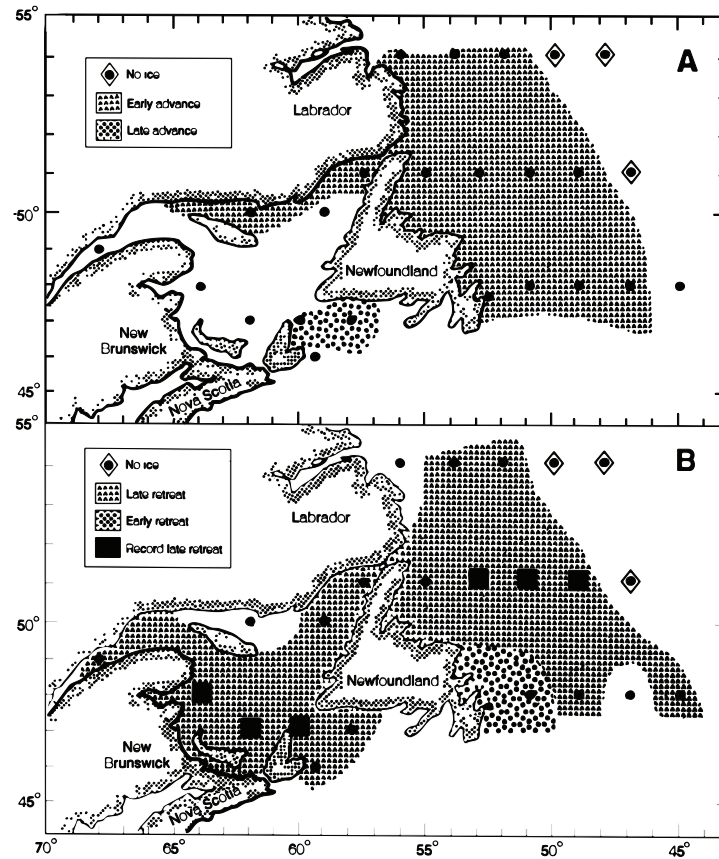 55°
A
No ice
Early advance
Late advance
Labrador
50°
Newfoundland
New
Brunswick
Nova Scotia
45°
55°
B
No ice
Late retreat
Early retreat
Record late retreat
Labrador
50°
Newfoundland
New
Brunswick
Nova Scotia
45°
70° 65° 60° 55° 50° 45°